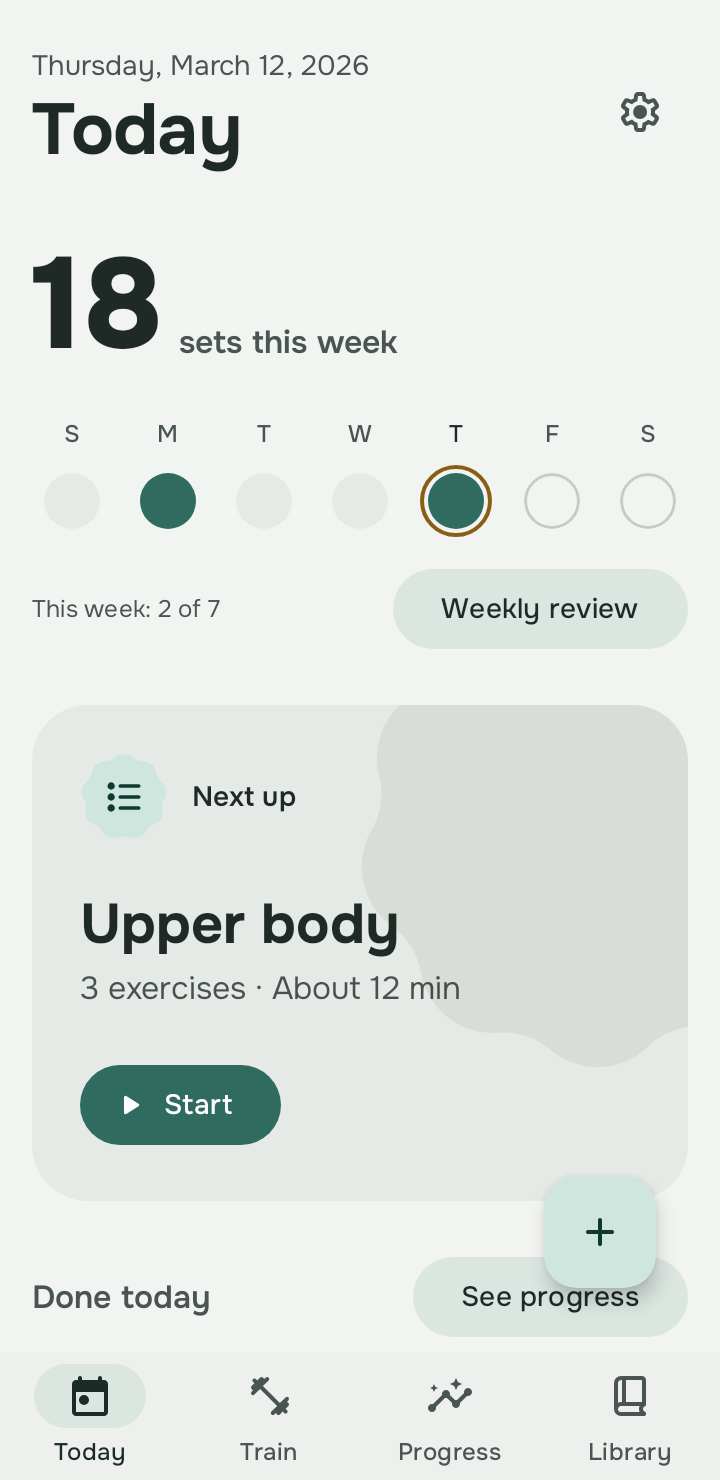 Thursday, March 12, 2026
Today
18 sets this week
S M T W T F S
This week: 2 of 7
Weekly review
Next up
Upper body
3 exercises · About 12 min
Start
Done today
See progress
Today Train Progress Library